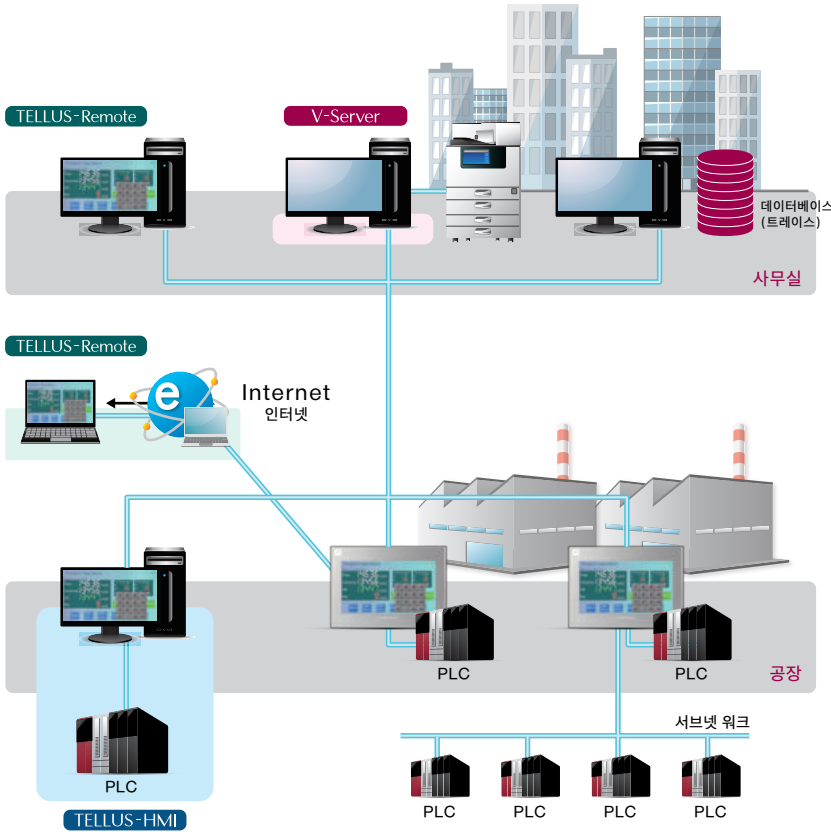 TELLUS-Remote
V-Server
데이터베이스
(트레이스)
사무실
TELLUS-Remote
Internet
인터넷
PLC
PLC
공장
서브넷 워크
PLC
PLC
PLC
PLC
PLC
TELLUS-HMI